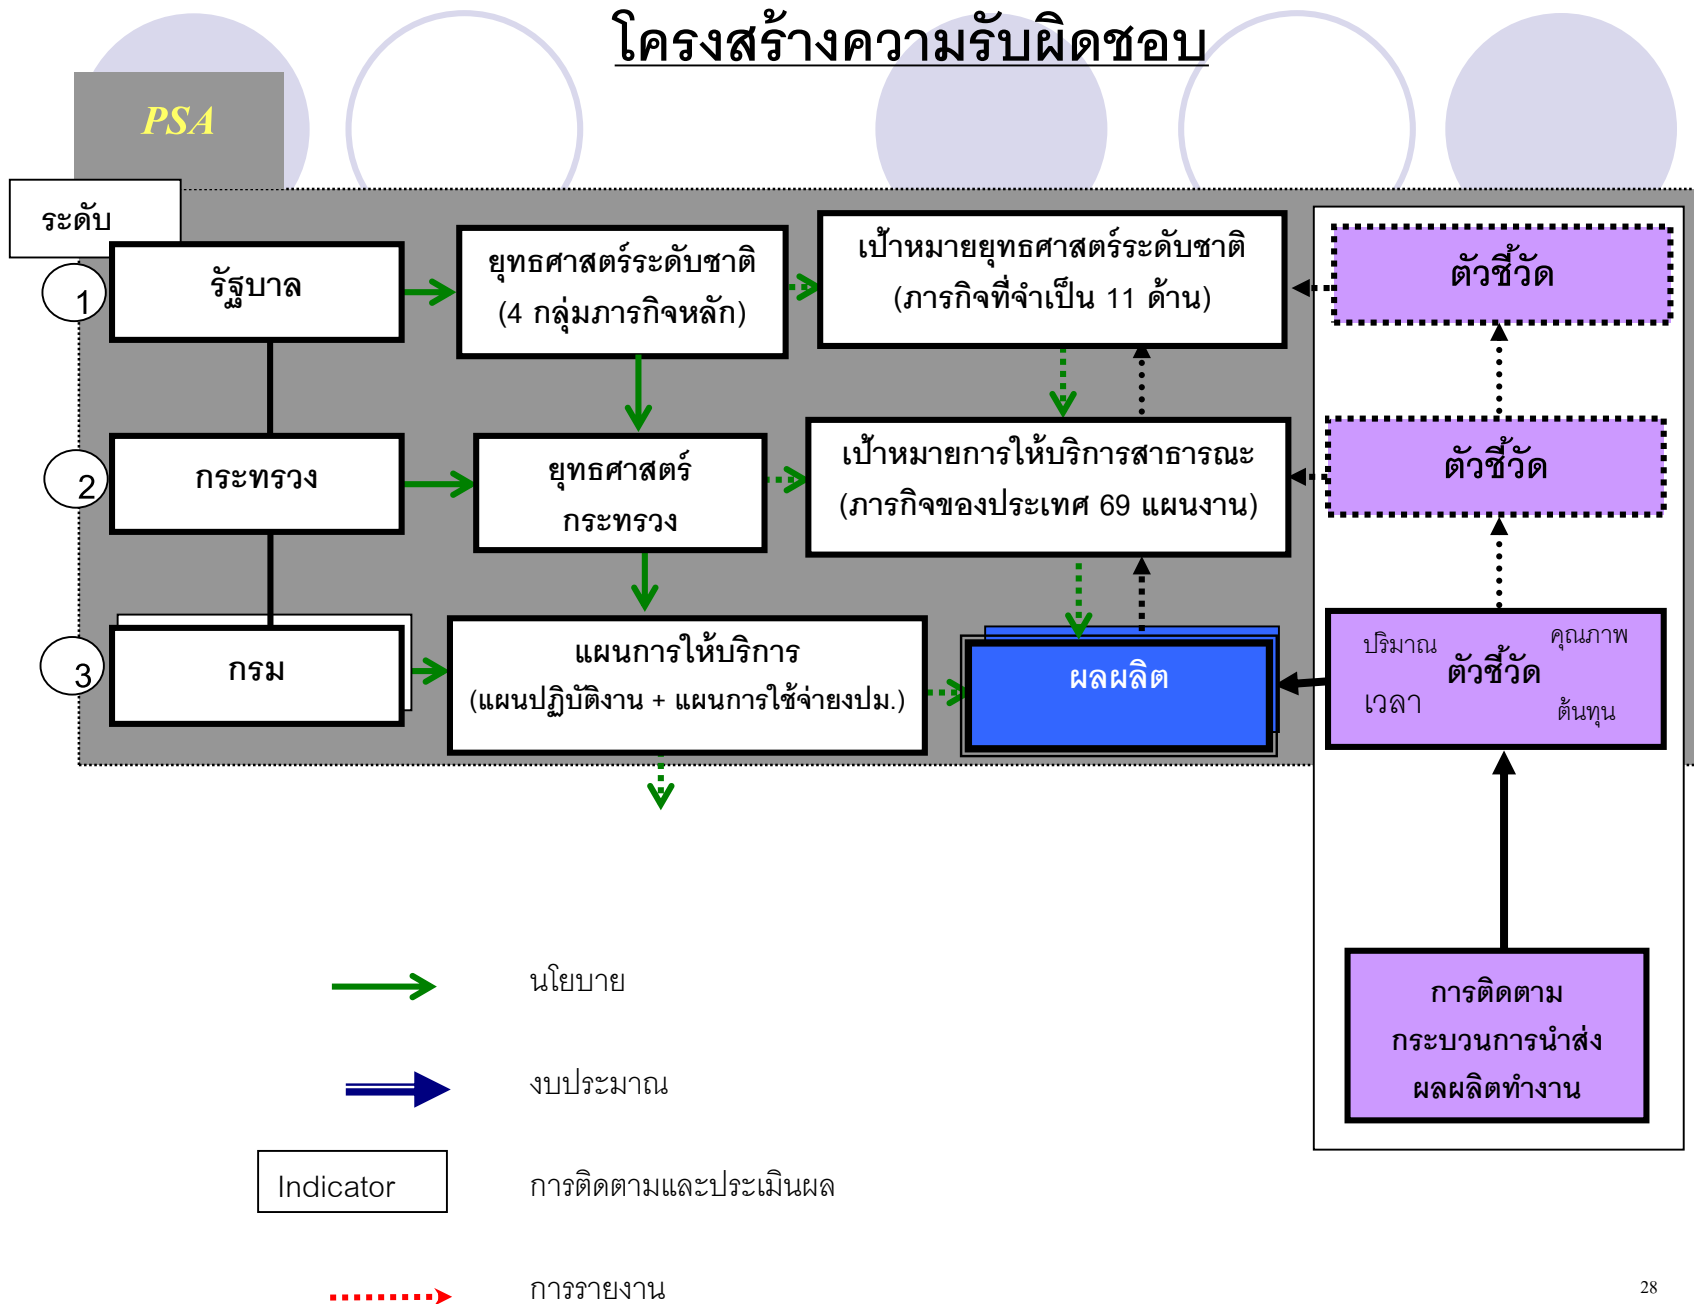 โครงสร้างความรับผิดชอบ
PSA
ระดับ
1
รัฐบาล
ยุทธศาสตร์ระดับชาติ
(4 กลุ่มภารกิจหลัก)
เป้าหมายยุทธศาสตร์ระดับชาติ
(ภารกิจที่จำเป็น 11 ด้าน)
ตัวชี้วัด
2
กระทรวง
ยุทธศาสตร์
กระทรวง
เป้าหมายการให้บริการสาธารณะ
(ภารกิจของประเทศ 69 แผนงาน)
ตัวชี้วัด
3
กรม
แผนการให้บริการ
(แผนปฏิบัติงาน + แผนการใช้จ่ายงปม.)
ผลผลิต
ปริมาณ คุณภาพ
ตัวชี้วัด
เวลา ต้นทุน
การติดตาม
กระบวนการนำส่ง
ผลผลิตทำงาน
นโยบาย
งบประมาณ
Indicator การติดตามและประเมินผล
การรายงาน
28